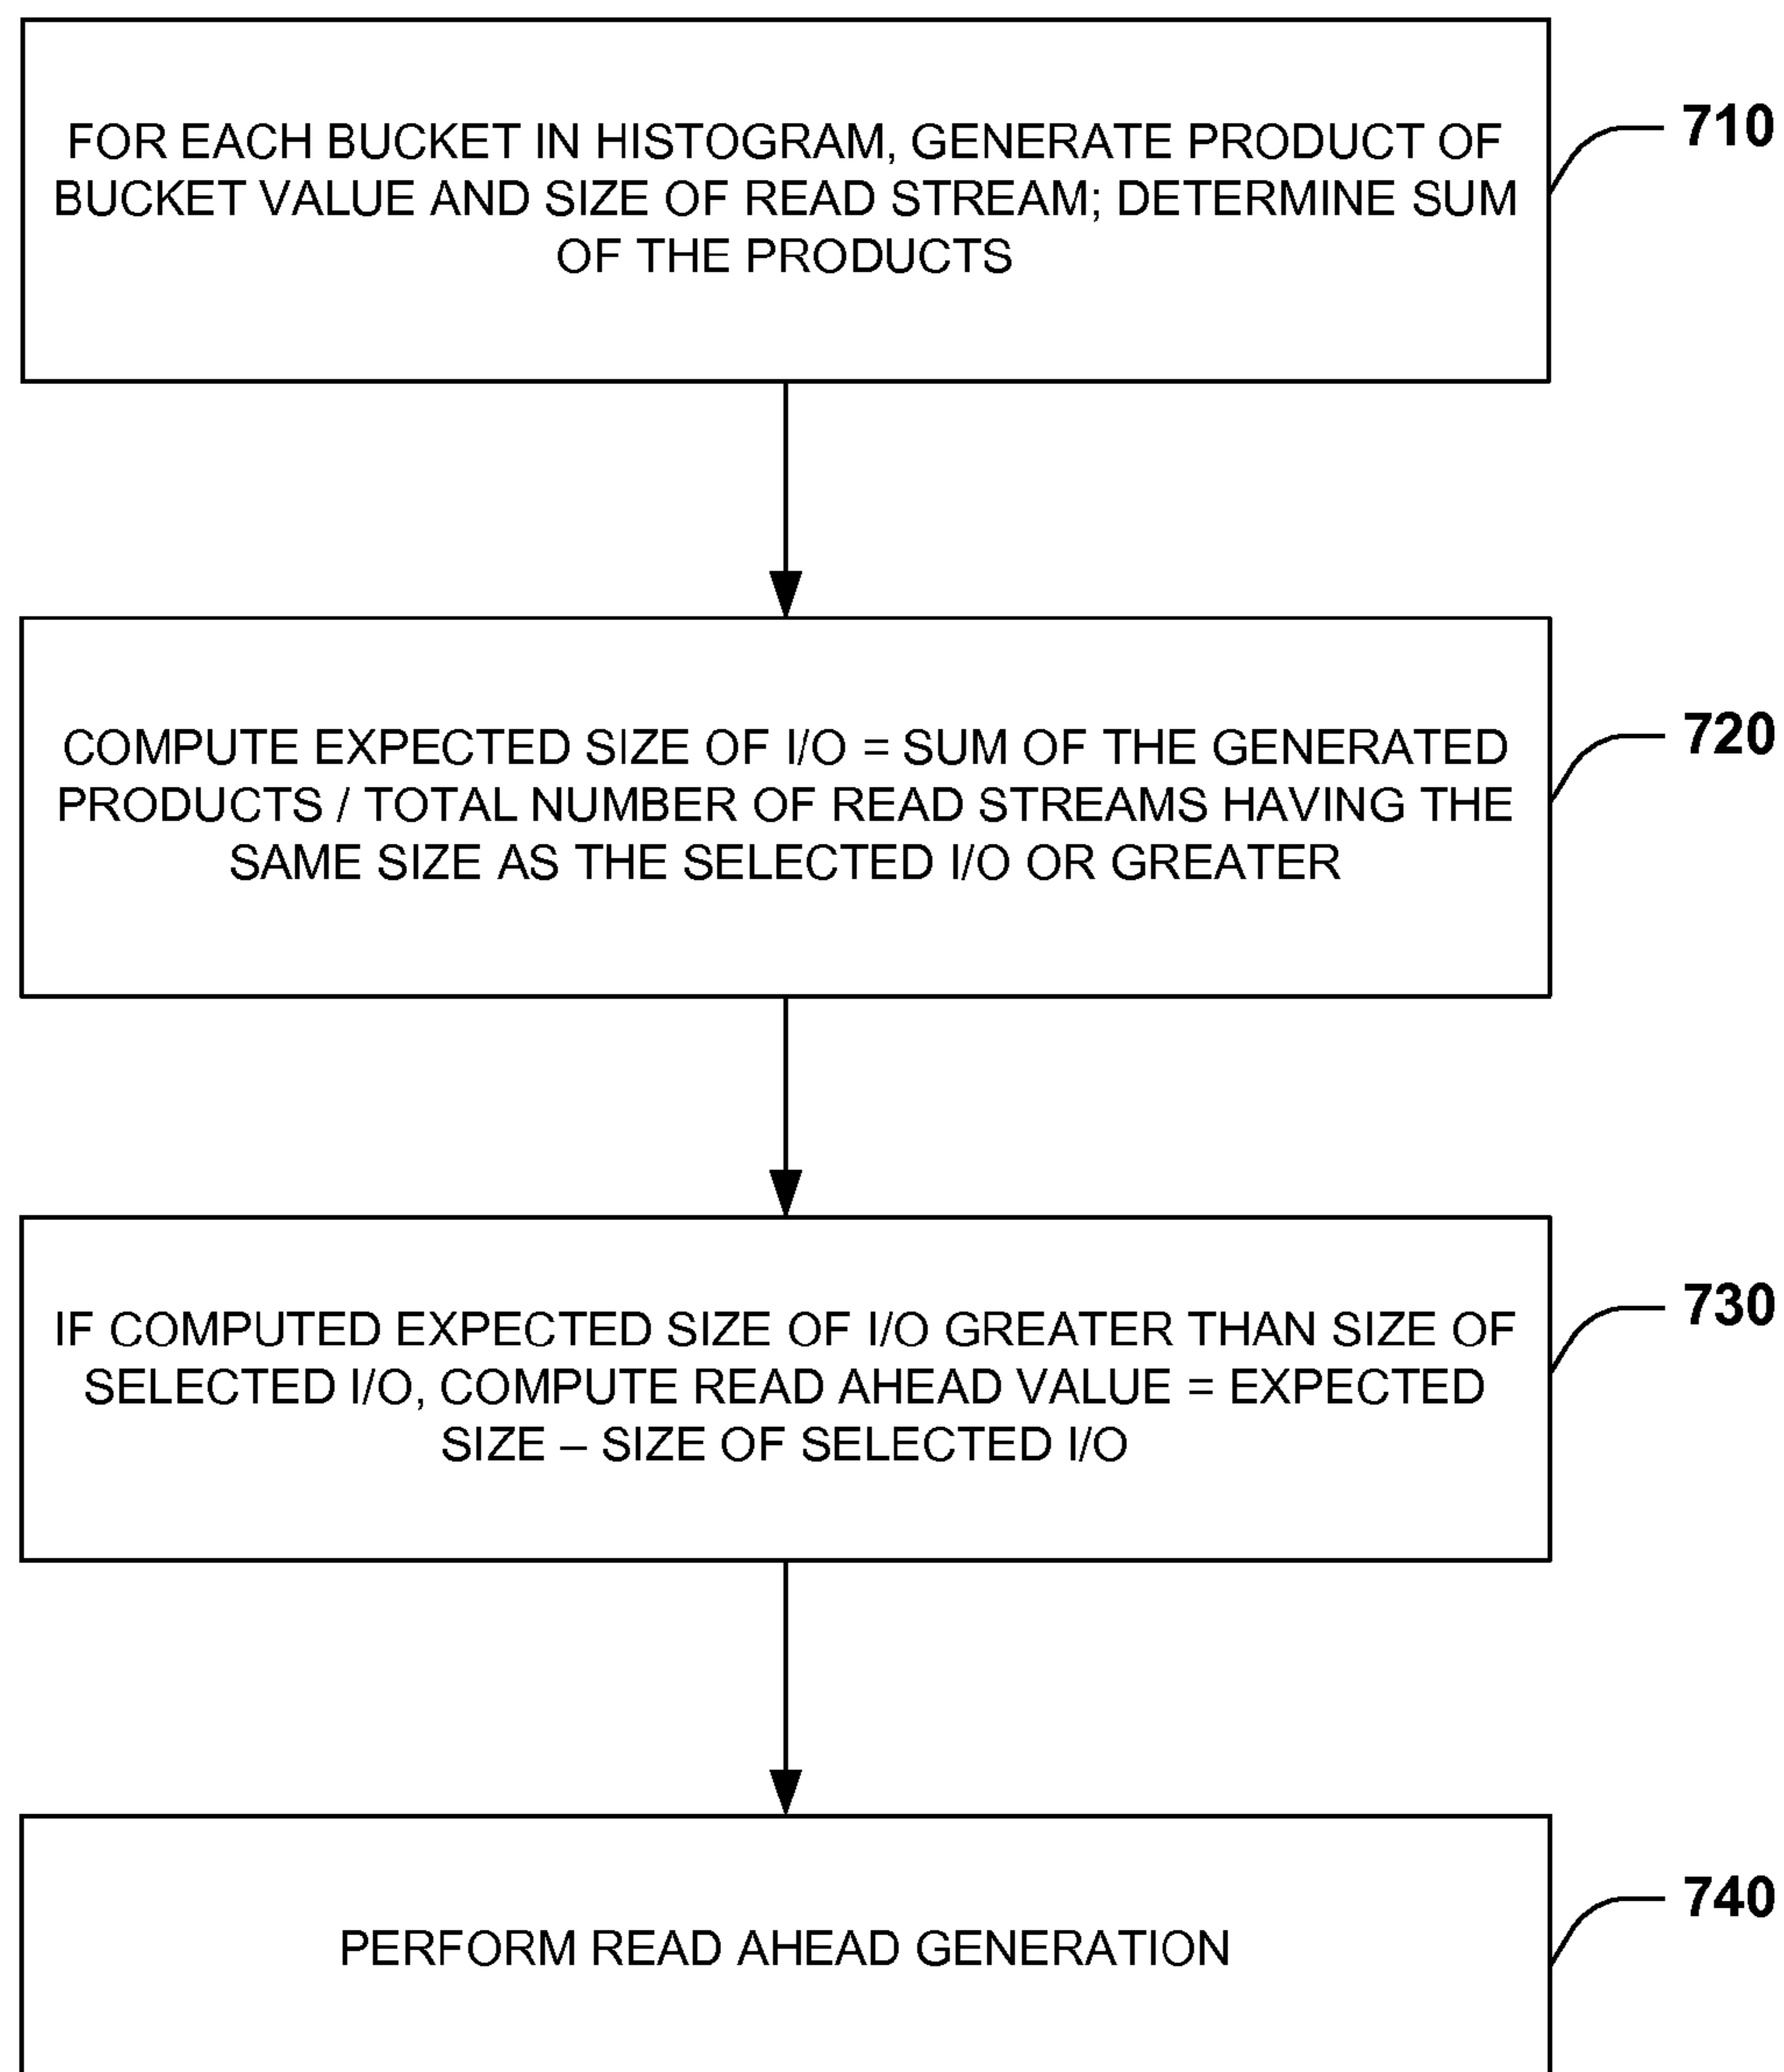 FOR EACH BUCKET IN HISTOGRAM, GENERATE PRODUCT OF
BUCKET VALUE AND SIZE OF READ STREAM; DETERMINE SUM
OF THE PRODUCTS
710
COMPUTE EXPECTED SIZE OF I/O = SUM OF THE GENERATED
PRODUCTS / TOTAL NUMBER OF READ STREAMS HAVING THE
SAME SIZE AS THE SELECTED I/O OR GREATER
720
IF COMPUTED EXPECTED SIZE OF I/O GREATER THAN SIZE OF
SELECTED I/O, COMPUTE READ AHEAD VALUE = EXPECTED
SIZE – SIZE OF SELECTED I/O
730
PERFORM READ AHEAD GENERATION
740